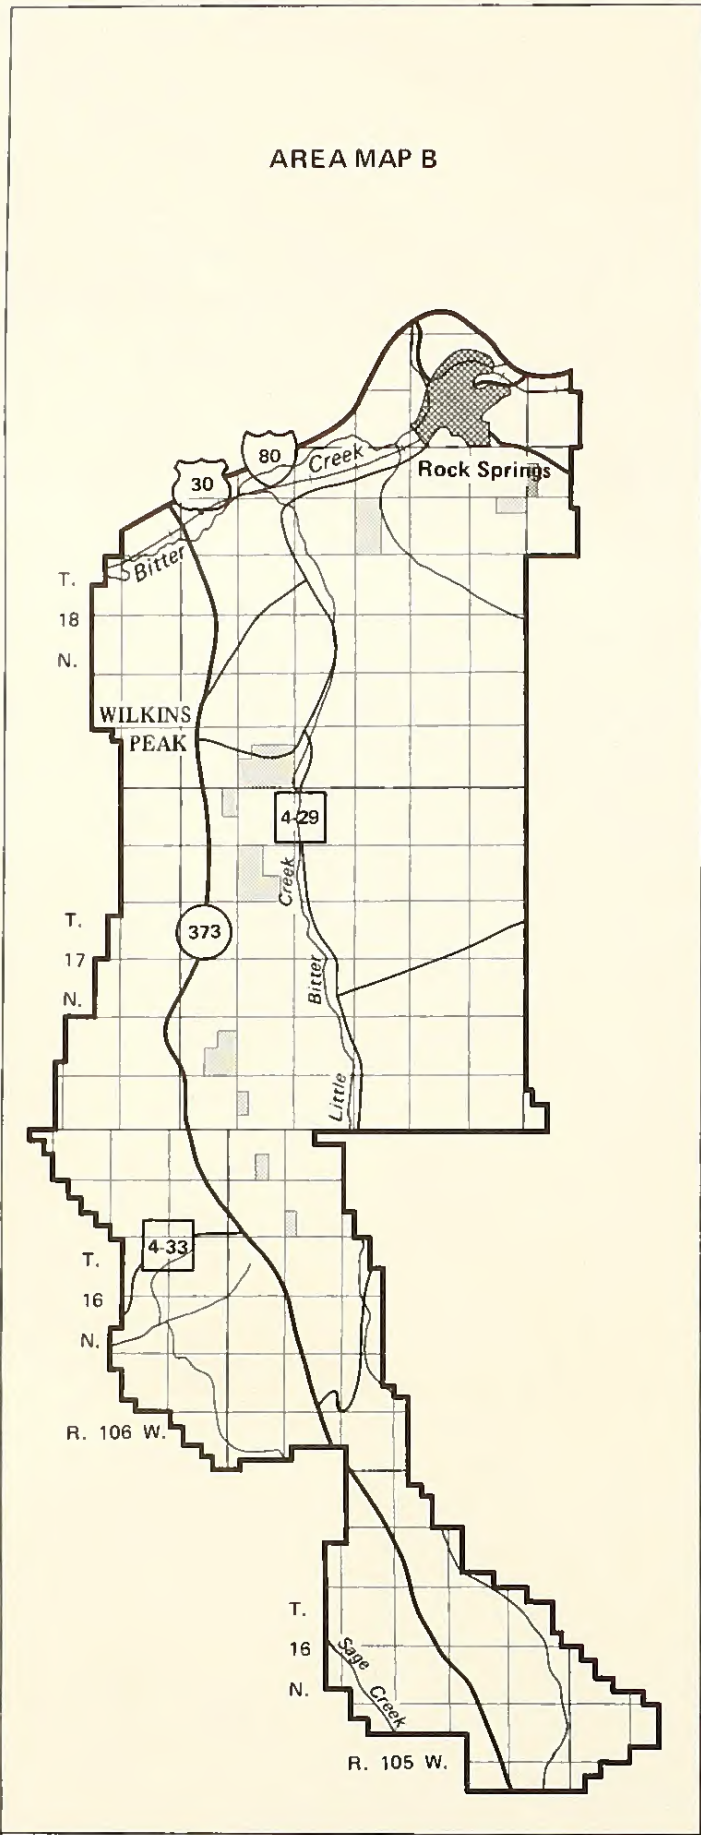 AREA MAP B
80
Creek
Rock Springs
30
Bitter
T.
18
N.
WILKINS
PEAK
4-29
Creek
T.
373
17
Bitter
N.
Little
4-33
T.
16
N.
R. 106 W.
T.
16
Sage
N.
Creek
R. 105 W.